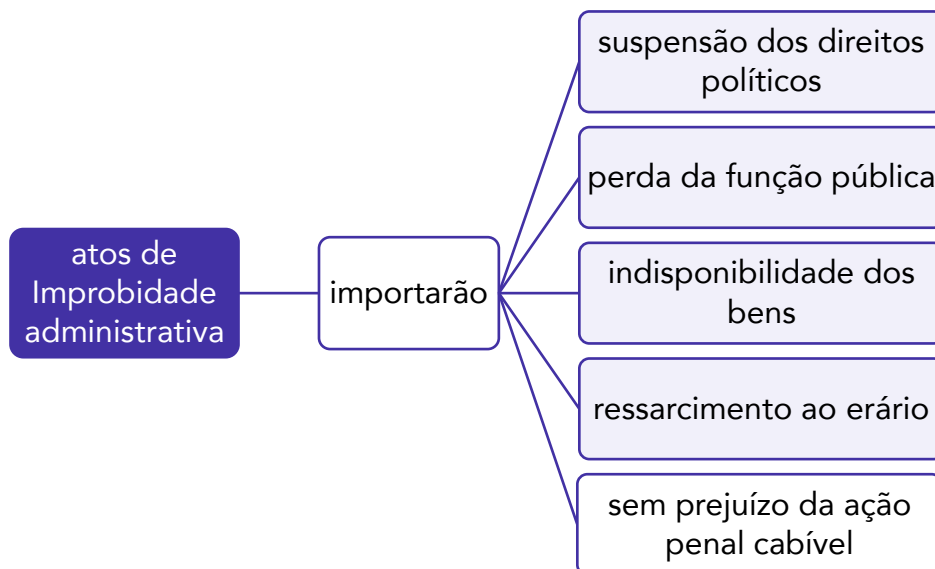 atos de
Improbidade
administrativa
importarão
suspensão dos direitos
políticos
perda da função pública
indisponibilidade dos
bens
ressarcimento ao erário
sem prejuízo da ação
penal cabível